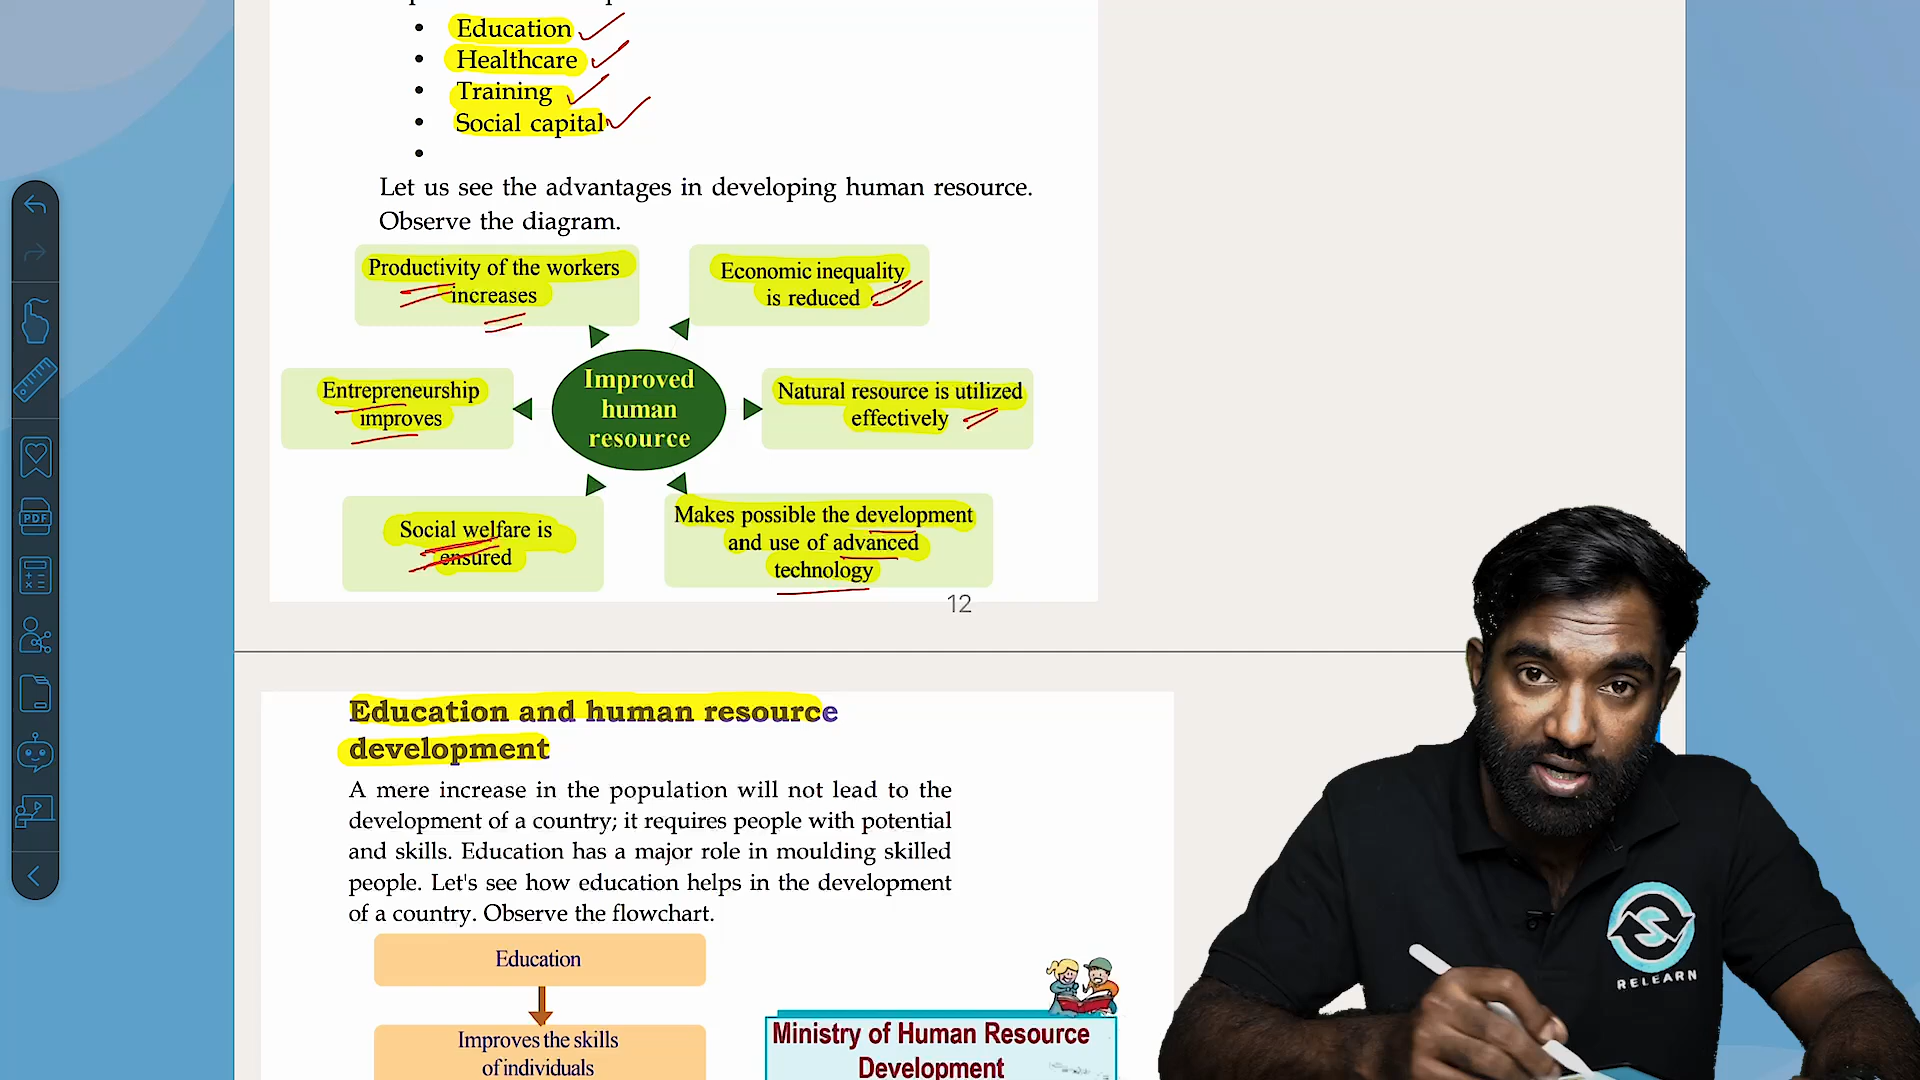 Education
Healthcare
Training
Social capital
Let us see the advantages in developing human resource.
Observe the diagram.
Productivity of the workers
increases
Economic inequality
is reduced
Entrepreneurship
improves
Improved
human
resource
Natural resource is utilized
effectively
Social welfare is
ensured
Makes possible the development
and use of advanced
technology
12
Education and human resource
development
A mere increase in the population will not lead to the
development of a country; it requires people with potential
and skills. Education has a major role in moulding skilled
people. Let's see how education helps in the development
of a country. Observe the flowchart.
Education
Improves the skills
of individuals
Ministry of Human Resource
Development
PDF
RELEARN